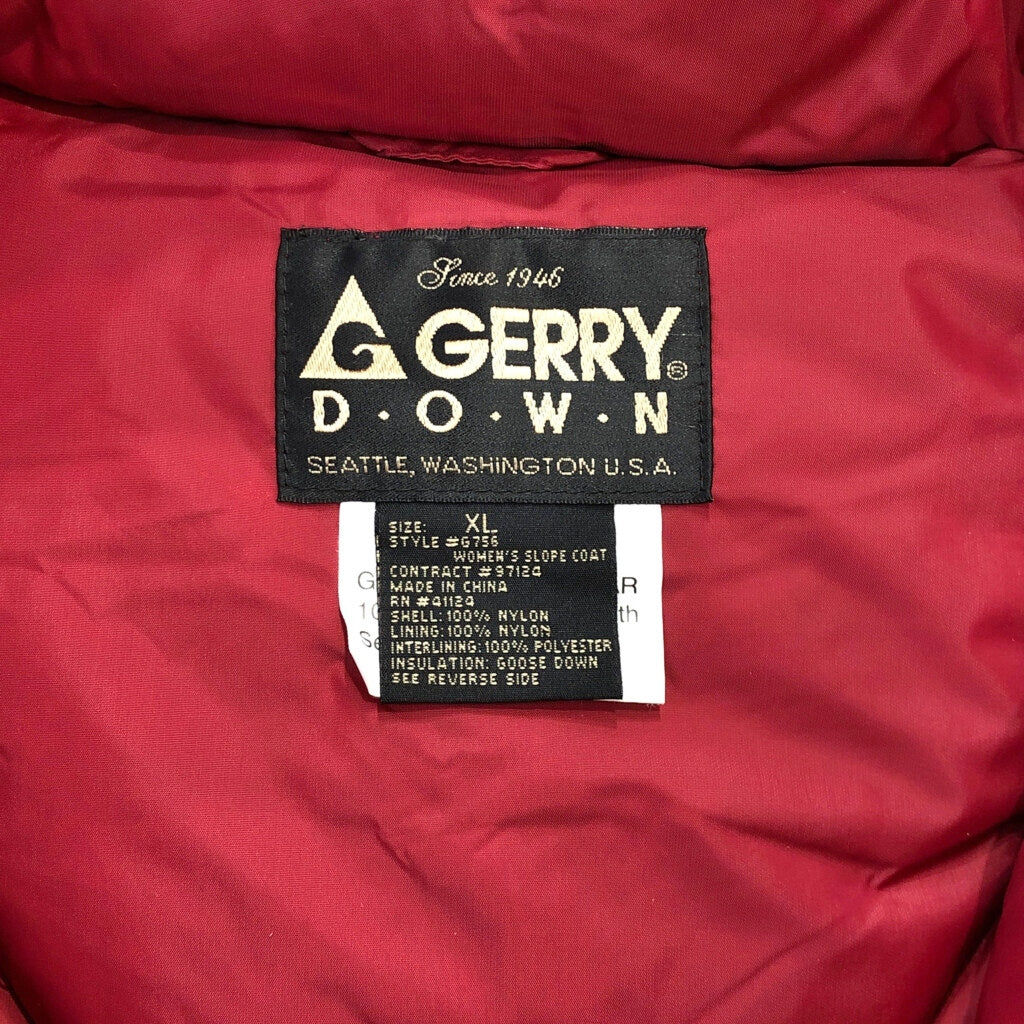 Since 1946
GERRY®
D·O·W·N
SEATTLE, WASHINGTON U.S.A.
SIZE: XL
STYLE #G756
WOMEN'S SLOPE COAT
CONTRACT #97124
MADE IN CHINA
RN #41124
SHELL: 100% NYLON
LINING: 100% NYLON
INTERLINING: 100% POLYESTER
INSULATION: GOOSE DOWN
SEE REVERSE SIDE